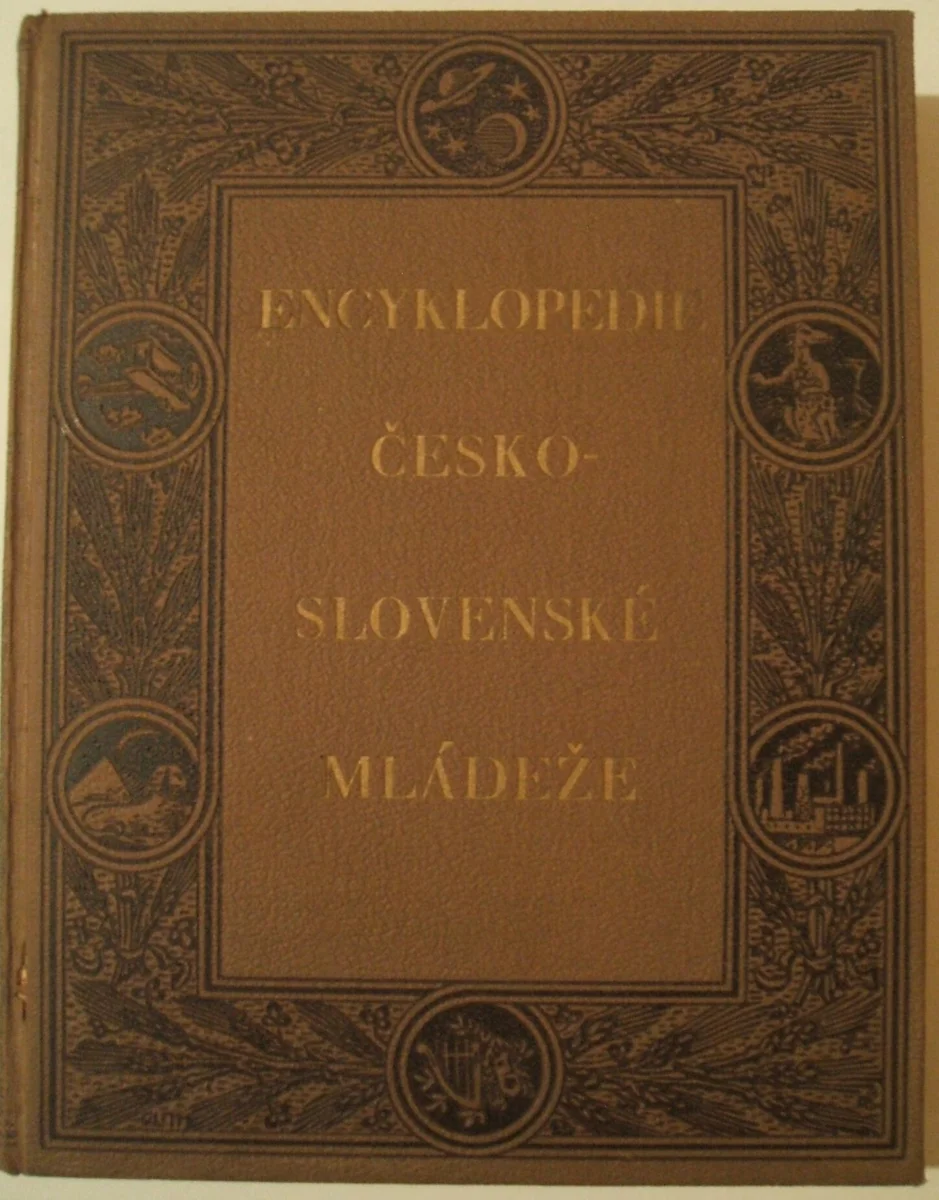 ENCYKLOPEDIE
ČESKO-
SLOVENSKÉ
MLÁDEŽE